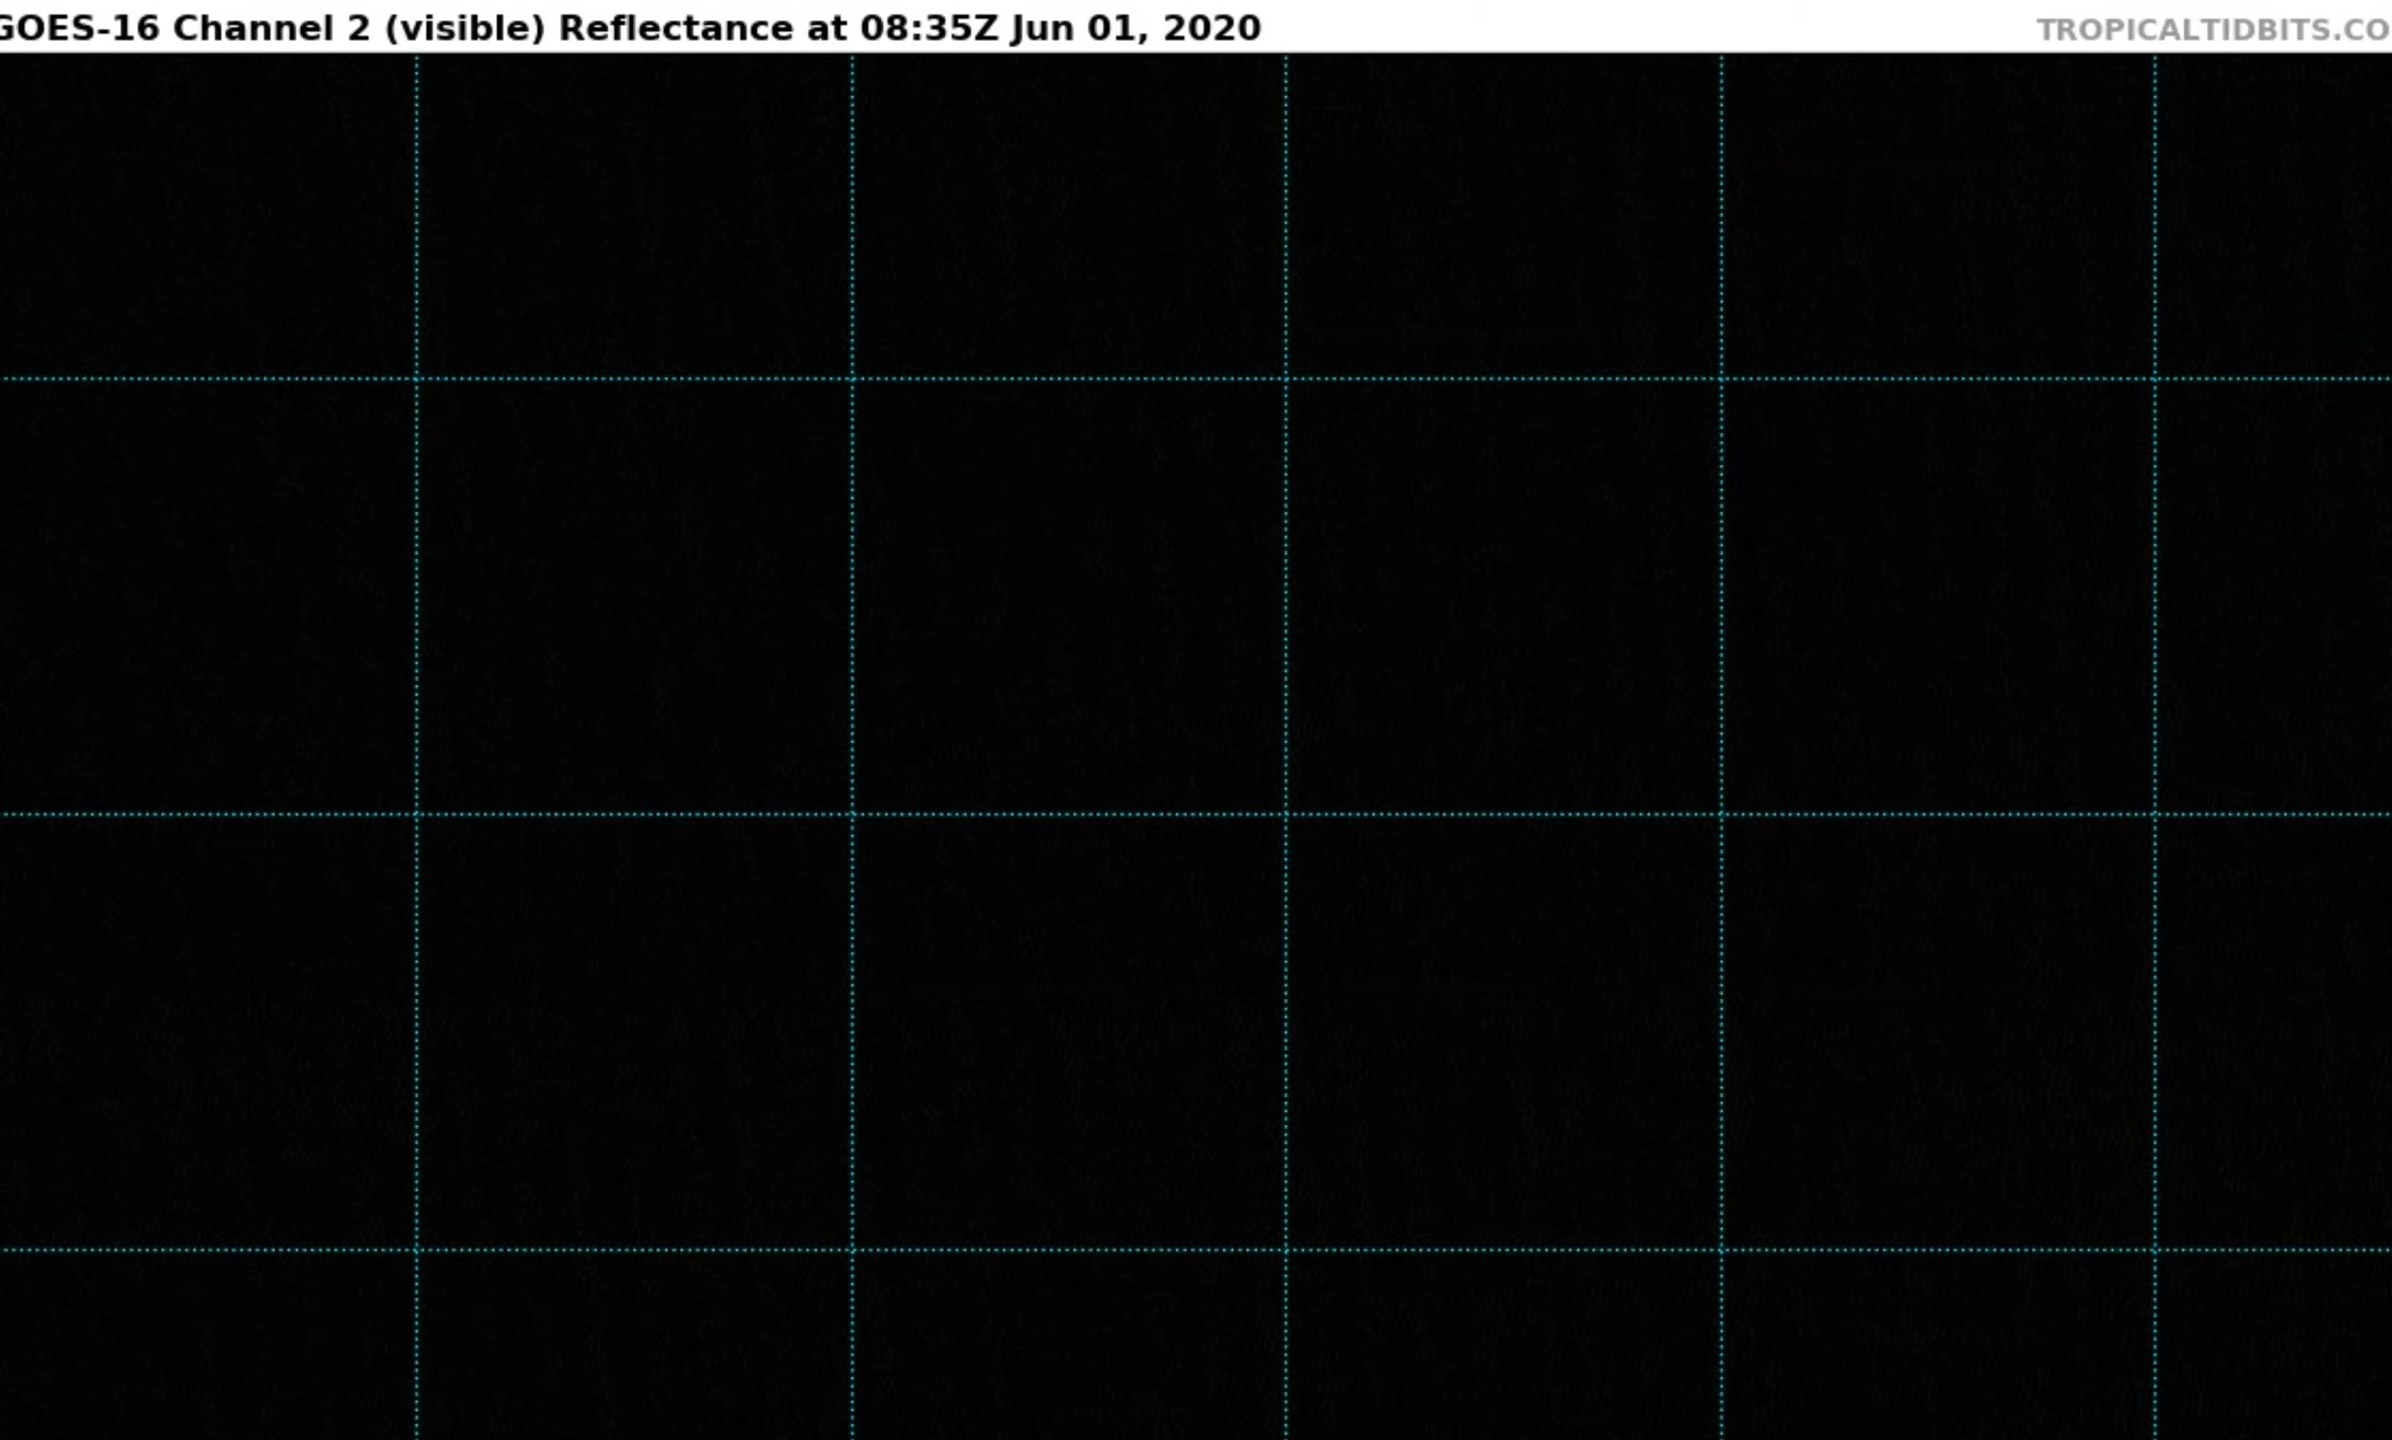 GOES-16 Channel 2 (visible) Reflectance at 08:35Z Jun 01, 2020
TROPICALTIDBITS.CO